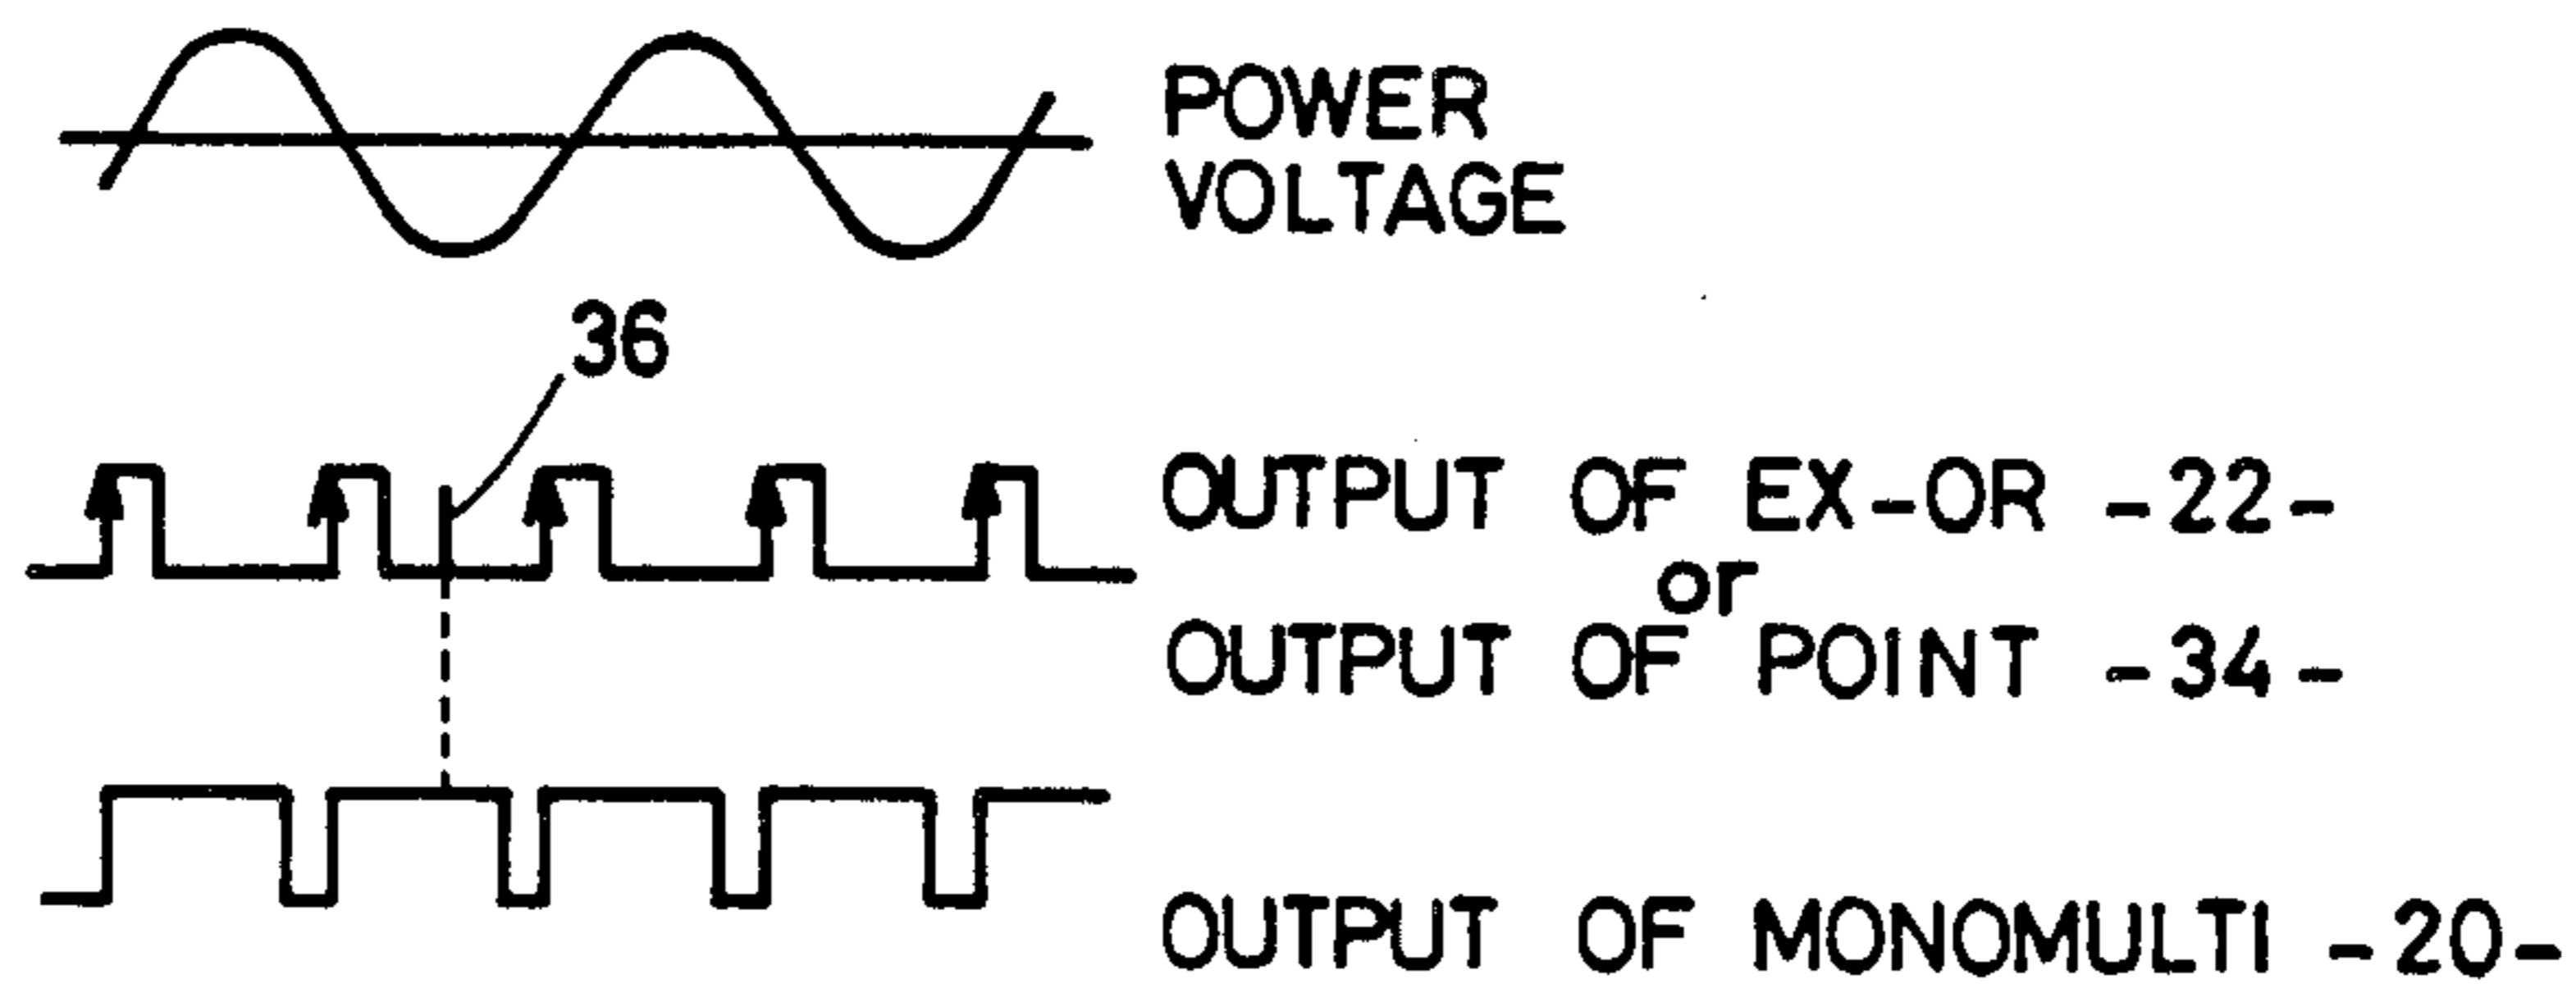 POWER
VOLTAGE
36
OUTPUT OF EX-OR -22-
or
OUTPUT OF POINT -34-
OUTPUT OF MONOMULTI -20-